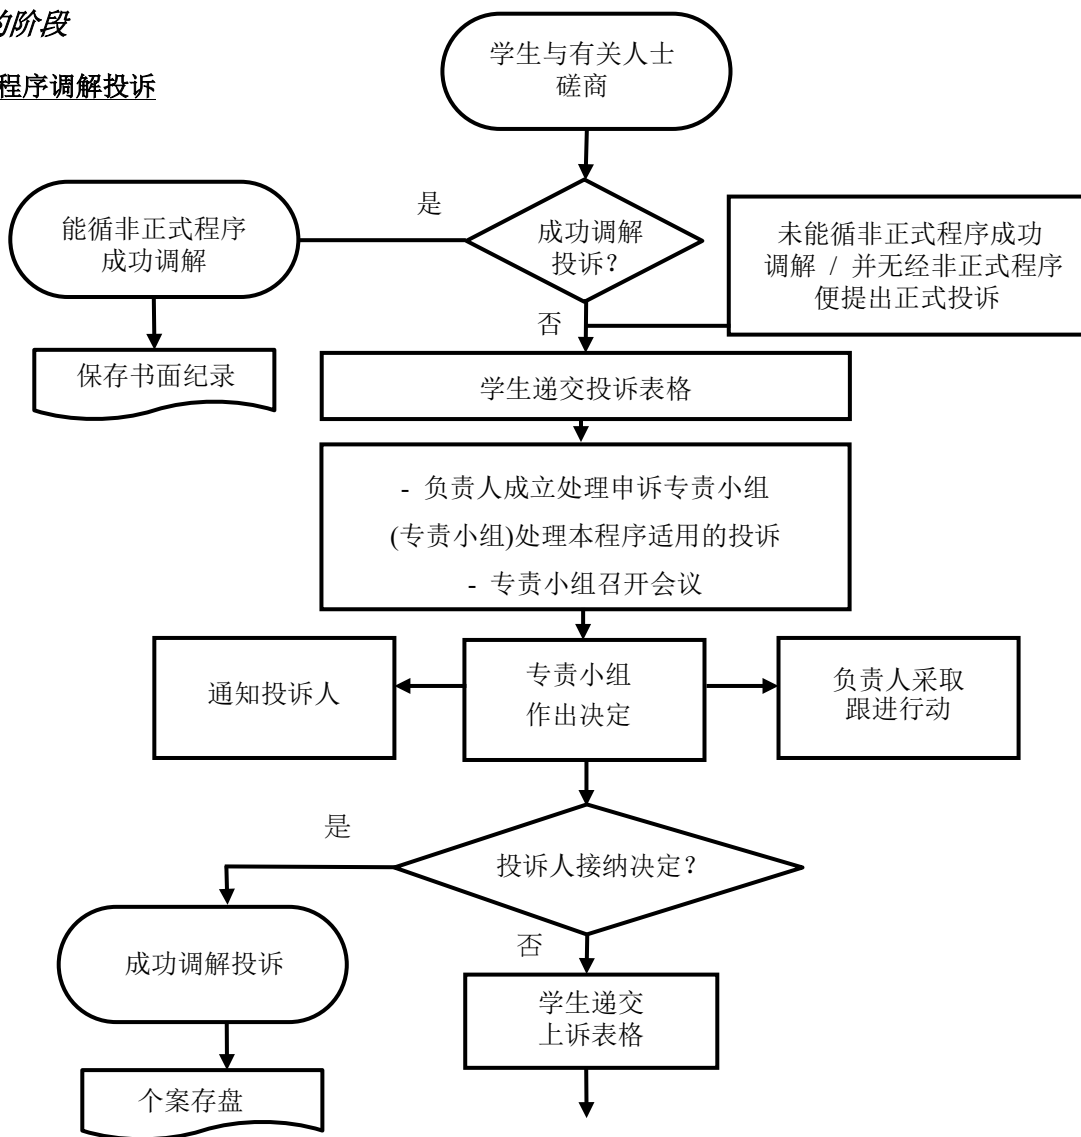 的阶段
程序调解投诉
学生与有关人士
磋商
是
能循非正式程序
成功调解
成功调解
投诉？
未能循非正式程序成功
调解 / 并无经非正式程序
便提出正式投诉
否
保存书面纪录
学生递交投诉表格
- 负责人成立处理申诉专责小组
(专责小组)处理本程序适用的投诉
- 专责小组召开会议
通知投诉人
专责小组
作出决定
负责人采取
跟进行动
是
投诉人接纳决定？
否
成功调解投诉
学生递交
上诉表格
个案存盘